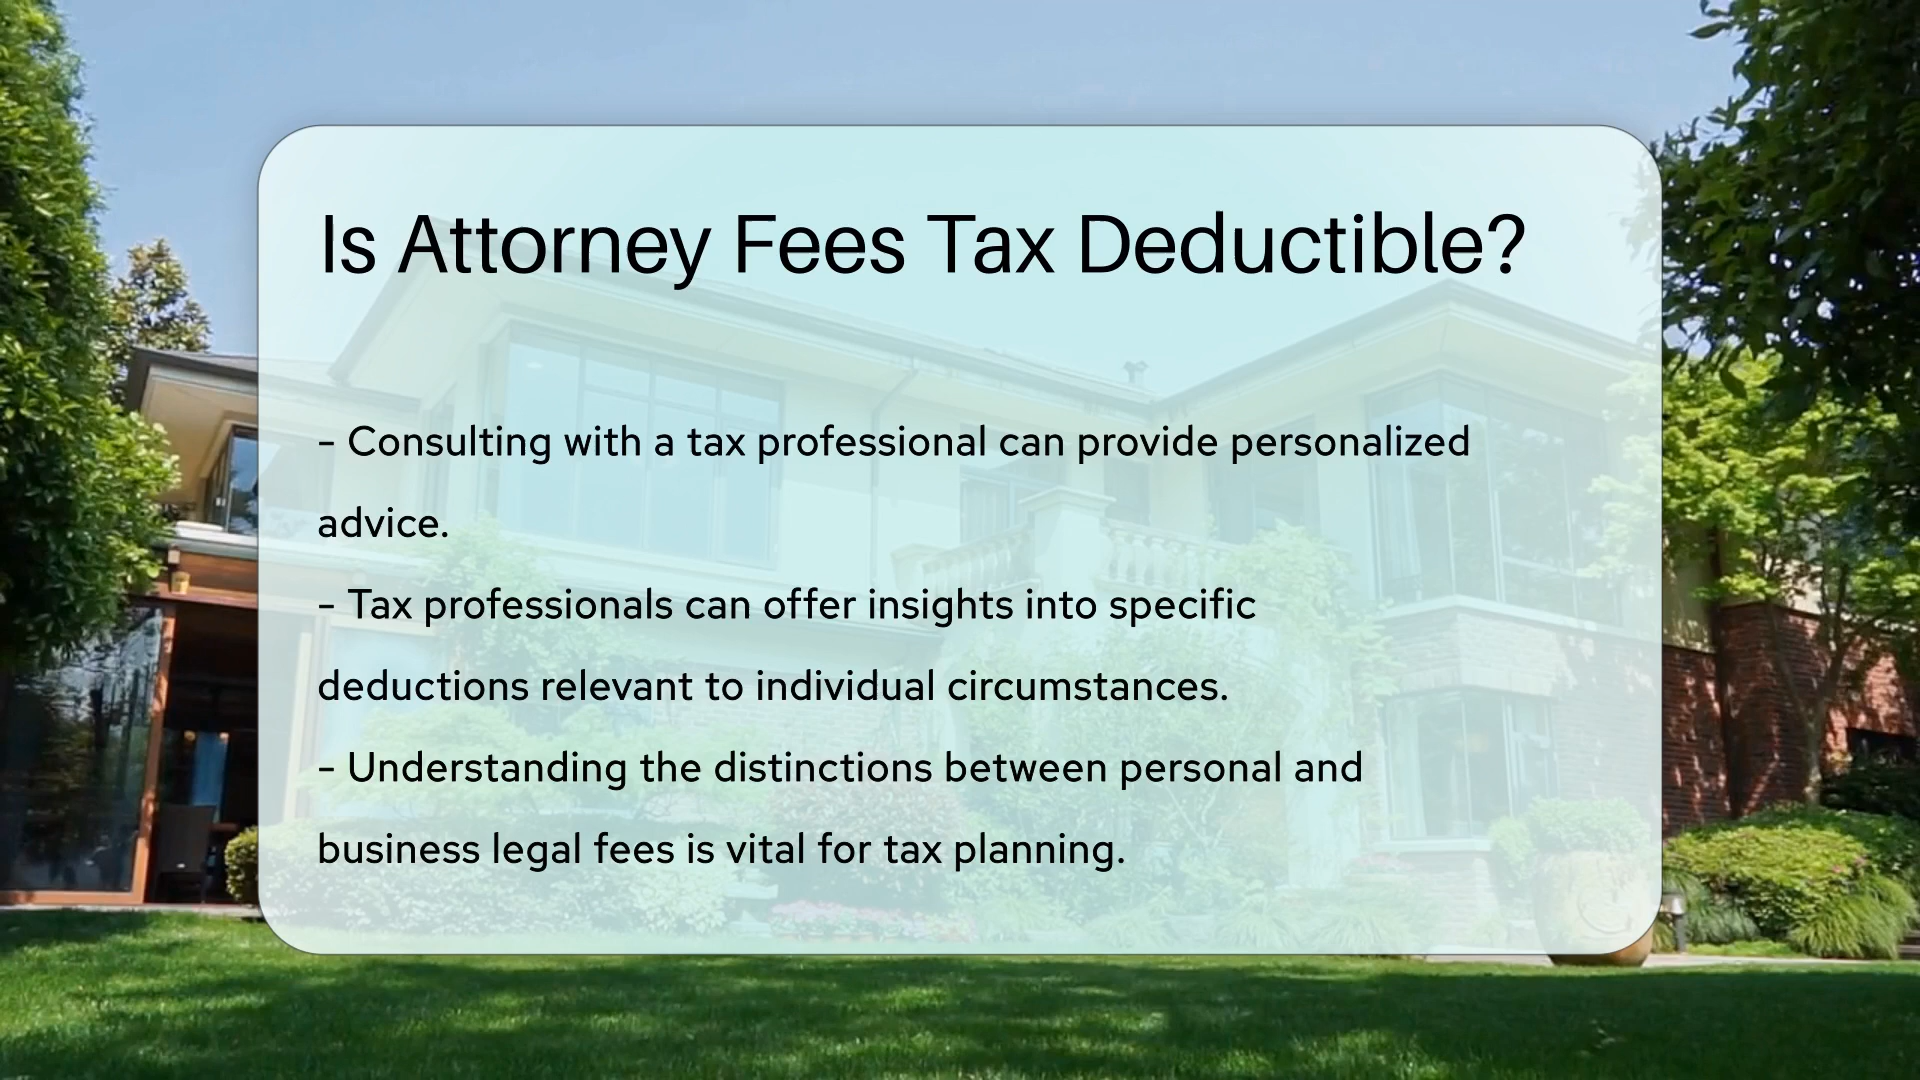 Is Attorney Fees Tax Deductible?
- Consulting with a tax professional can provide personalized
advice.
- Tax professionals can offer insights into specific
deductions relevant to individual circumstances.
- Understanding the distinctions between personal and
business legal fees is vital for tax planning.